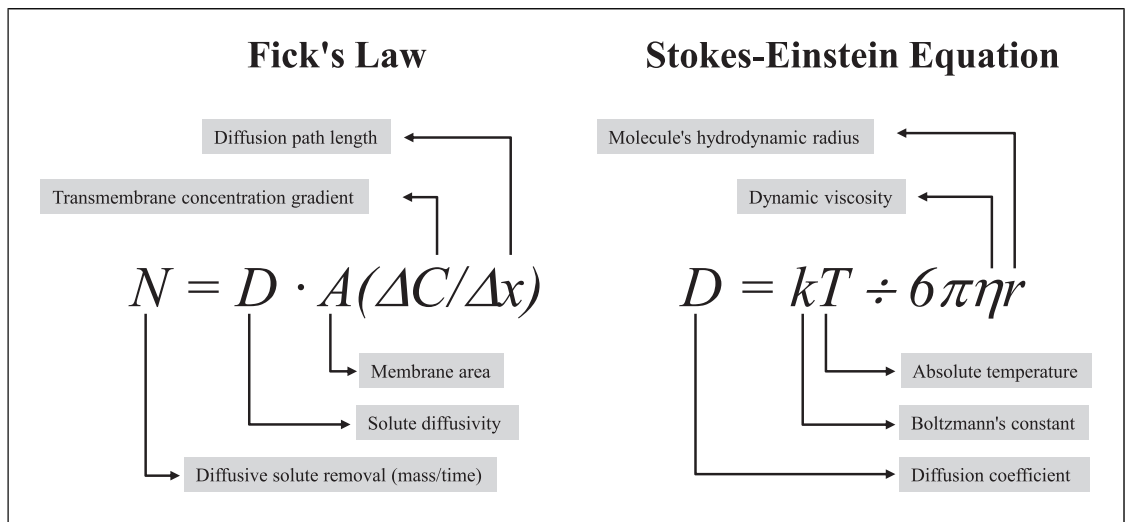 Fick's Law
Diffusion path length
Transmembrane concentration gradient
N = D · A(ΔC/Δx)
Membrane area
Solute diffusivity
Diffusive solute removal (mass/time)
Stokes-Einstein Equation
Molecule's hydrodynamic radius
Dynamic viscosity
D = kT ÷ 6πηr
Absolute temperature
Boltzmann's constant
Diffusion coefficient